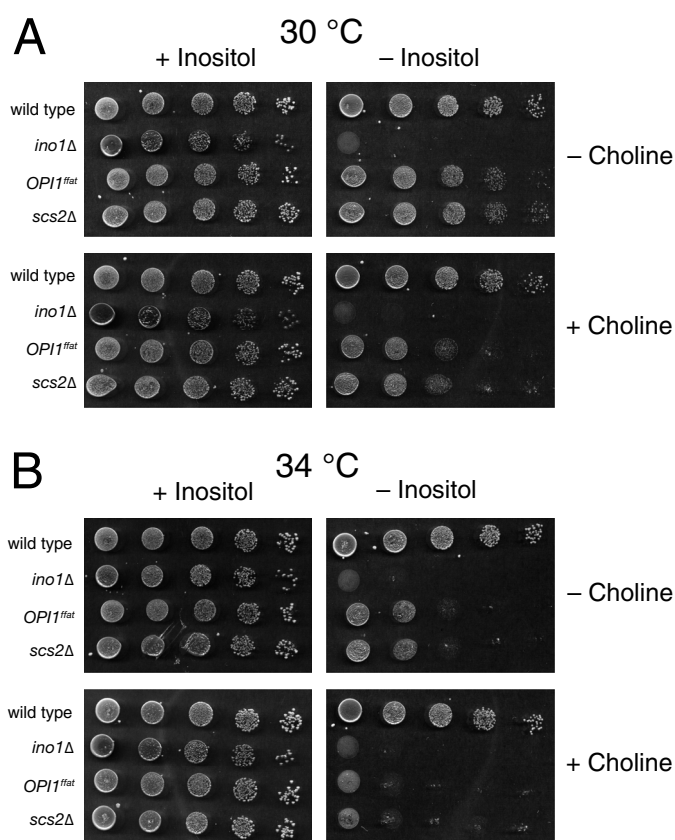 A
30 °C
+ Inositol
– Inositol
wild type
ino1Δ
OPI1ffat
scs2Δ
– Choline
wild type
ino1Δ
OPI1ffat
scs2Δ
+ Choline
B
34 °C
+ Inositol
– Inositol
wild type
ino1Δ
OPI1ffat
scs2Δ
– Choline
wild type
ino1Δ
OPI1ffat
scs2Δ
+ Choline